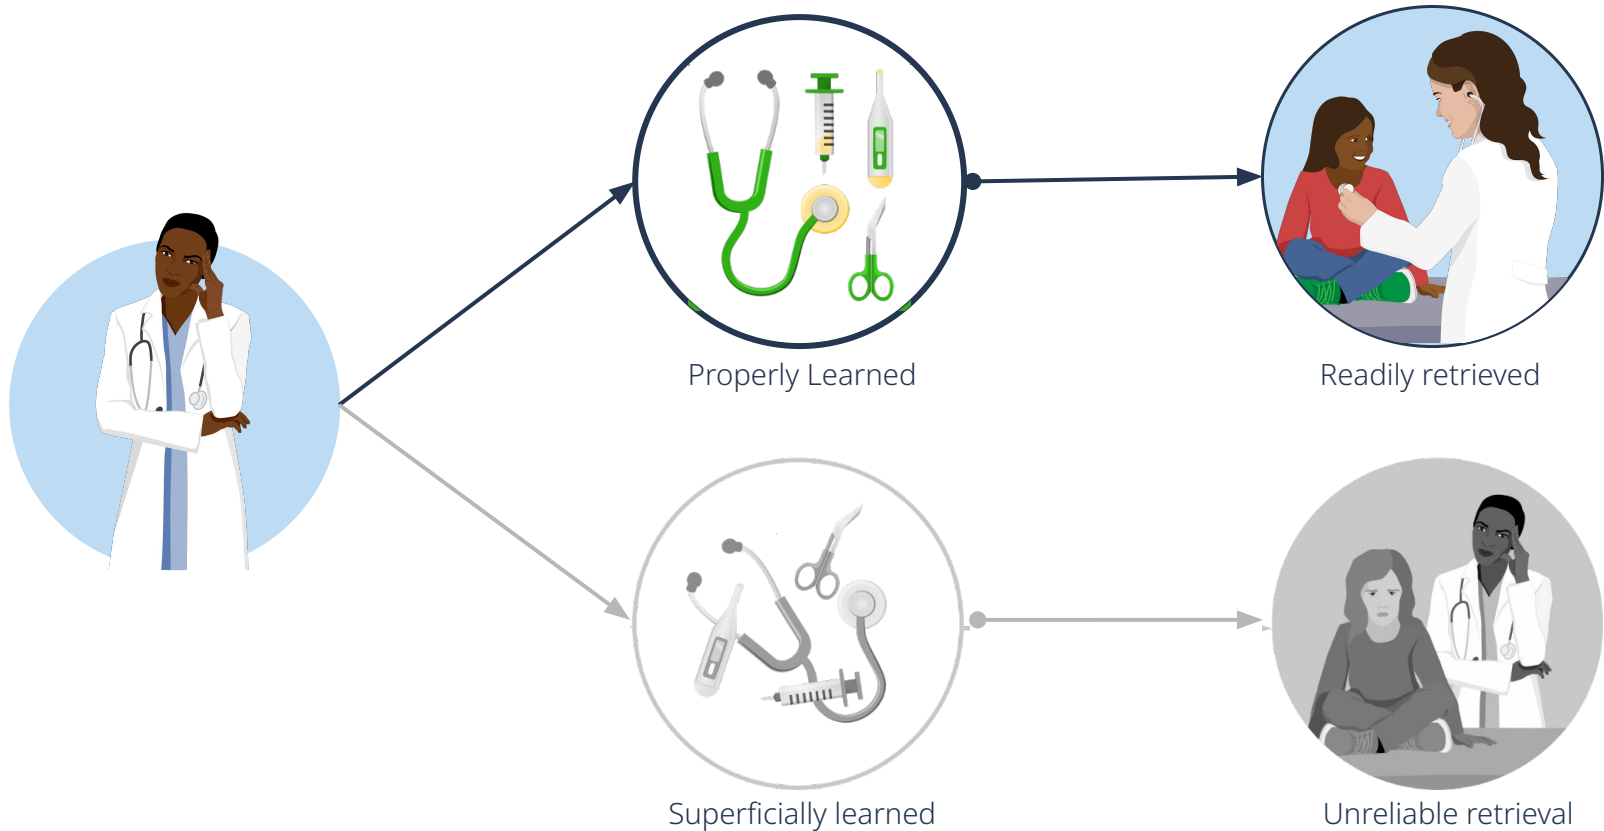 Properly Learned
Readily retrieved
Superficially learned
Unreliable retrieval